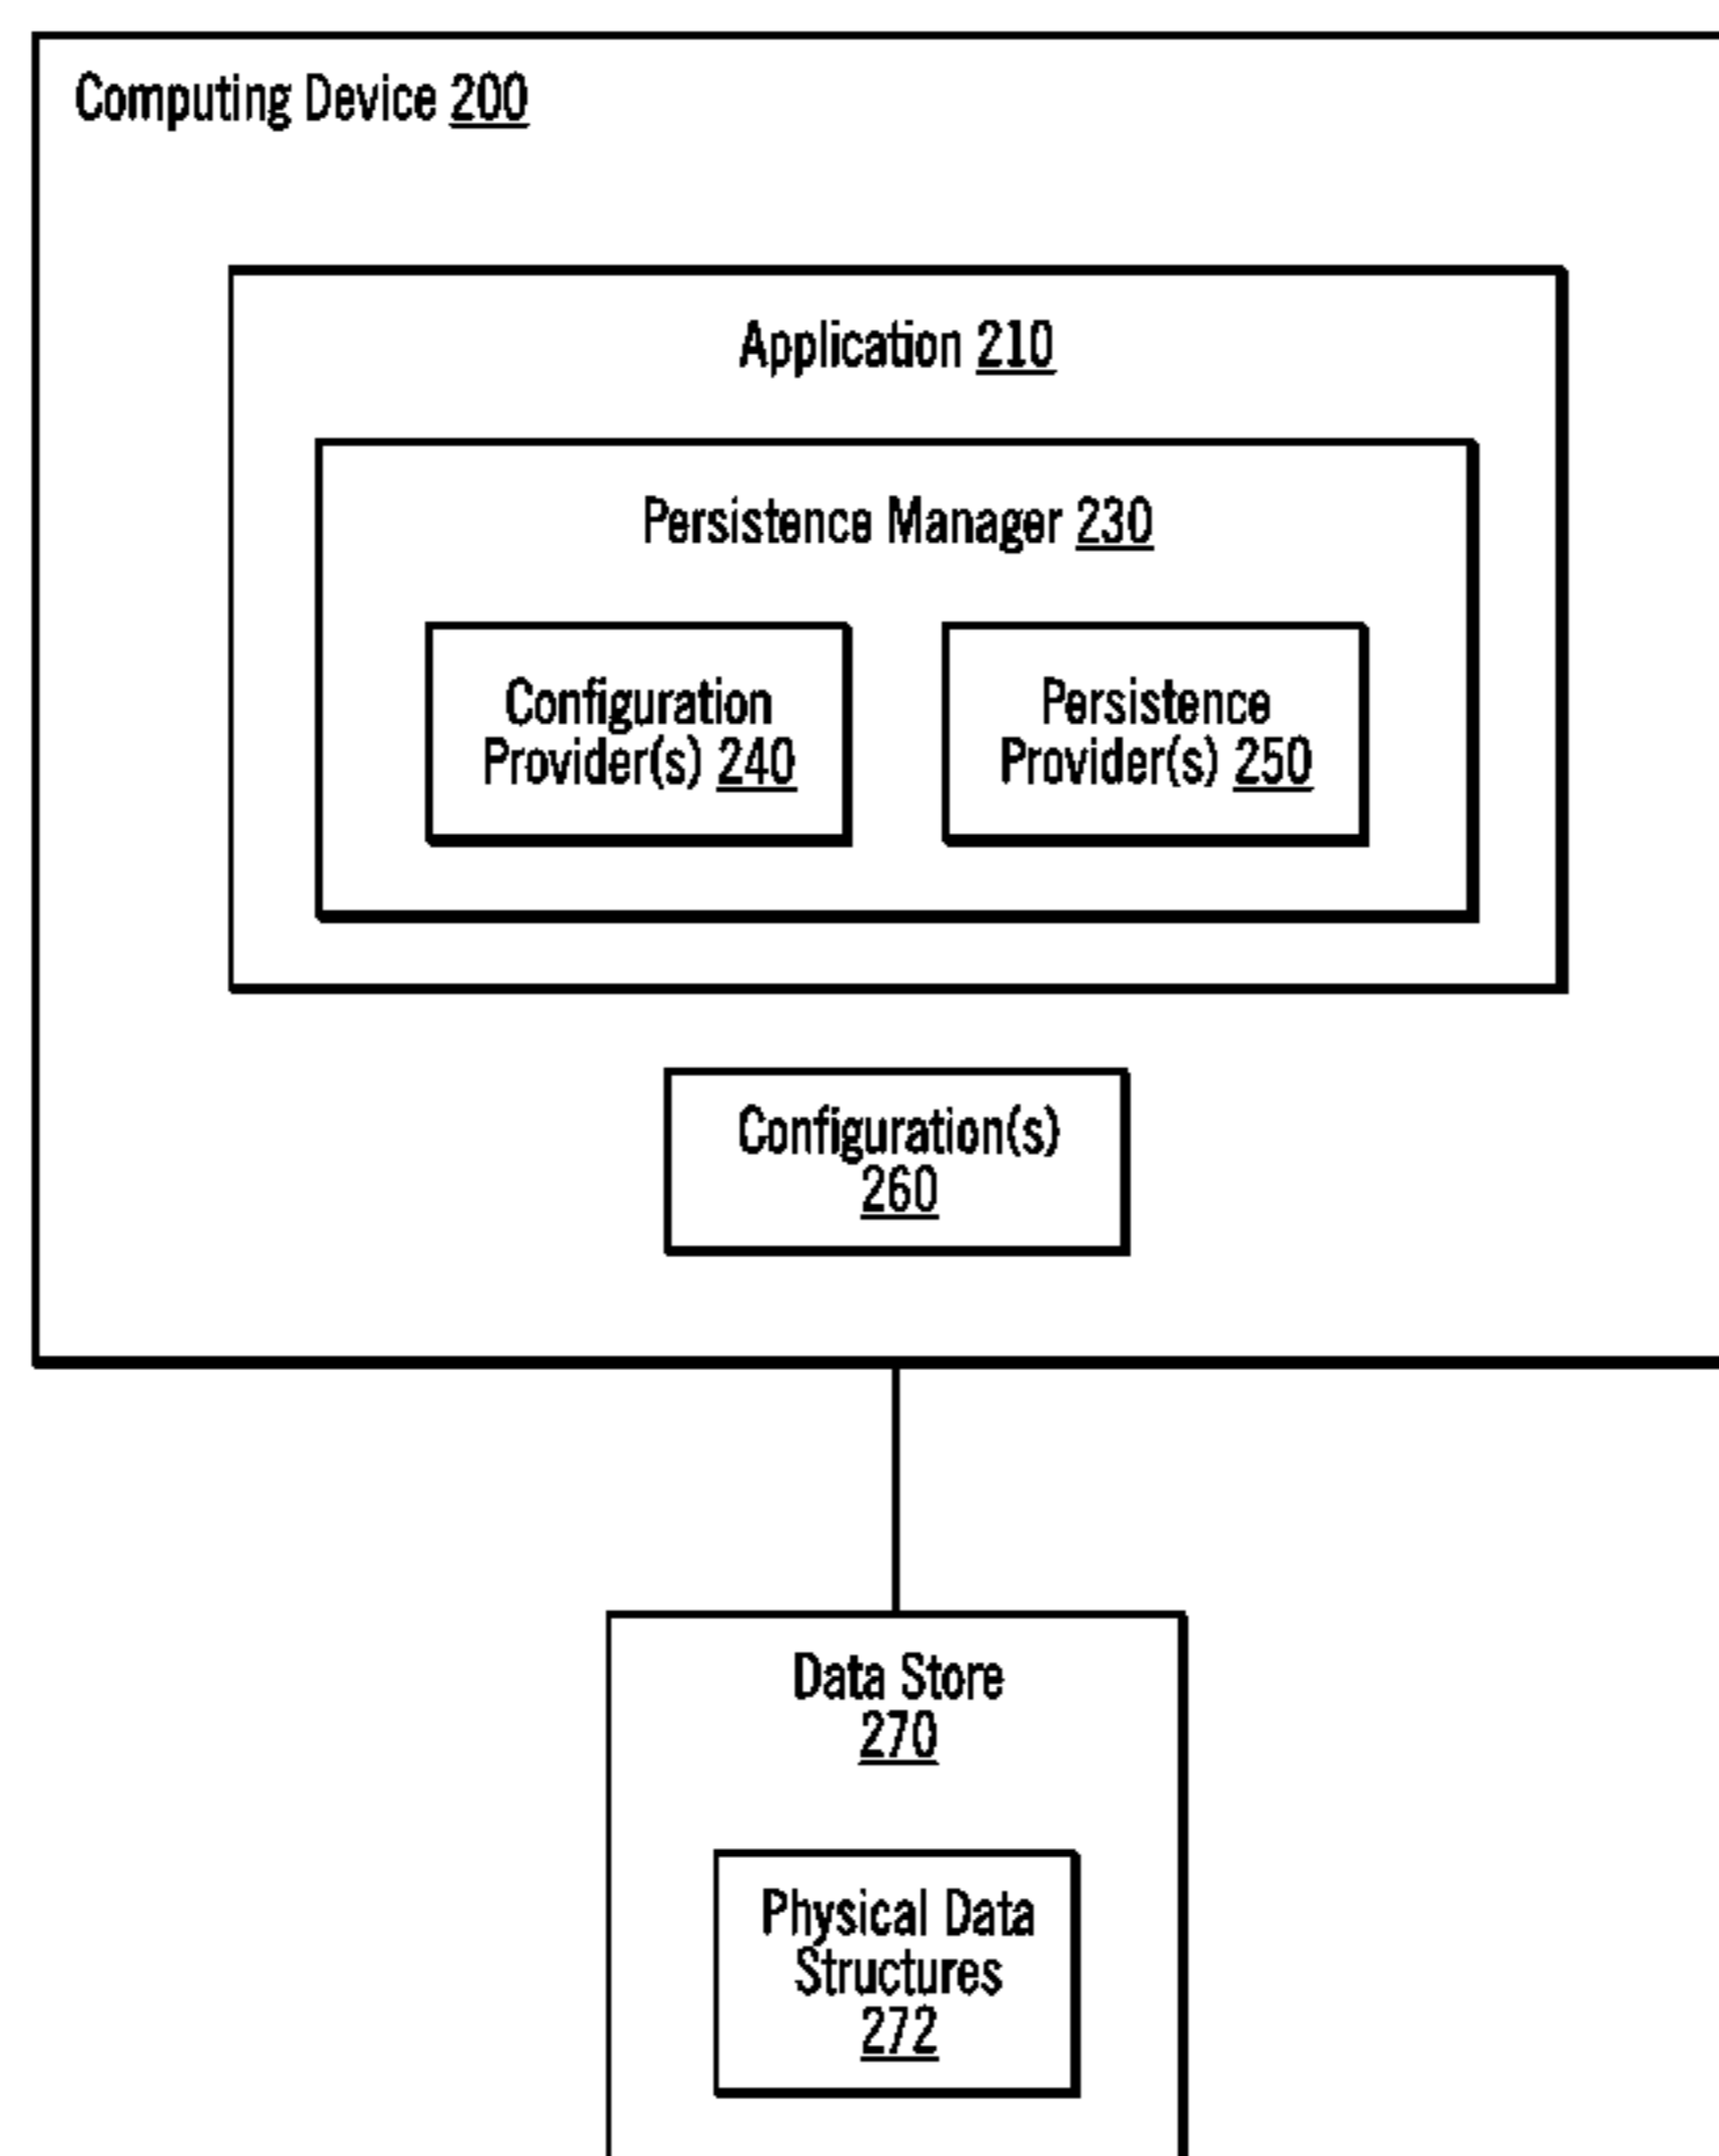 Computing Device 200
Application 210
Persistence Manager 230
Configuration
Provider(s) 240
Persistence
Provider(s) 250
Configuration(s)
260
Data Store
270
Physical Data
Structures
272